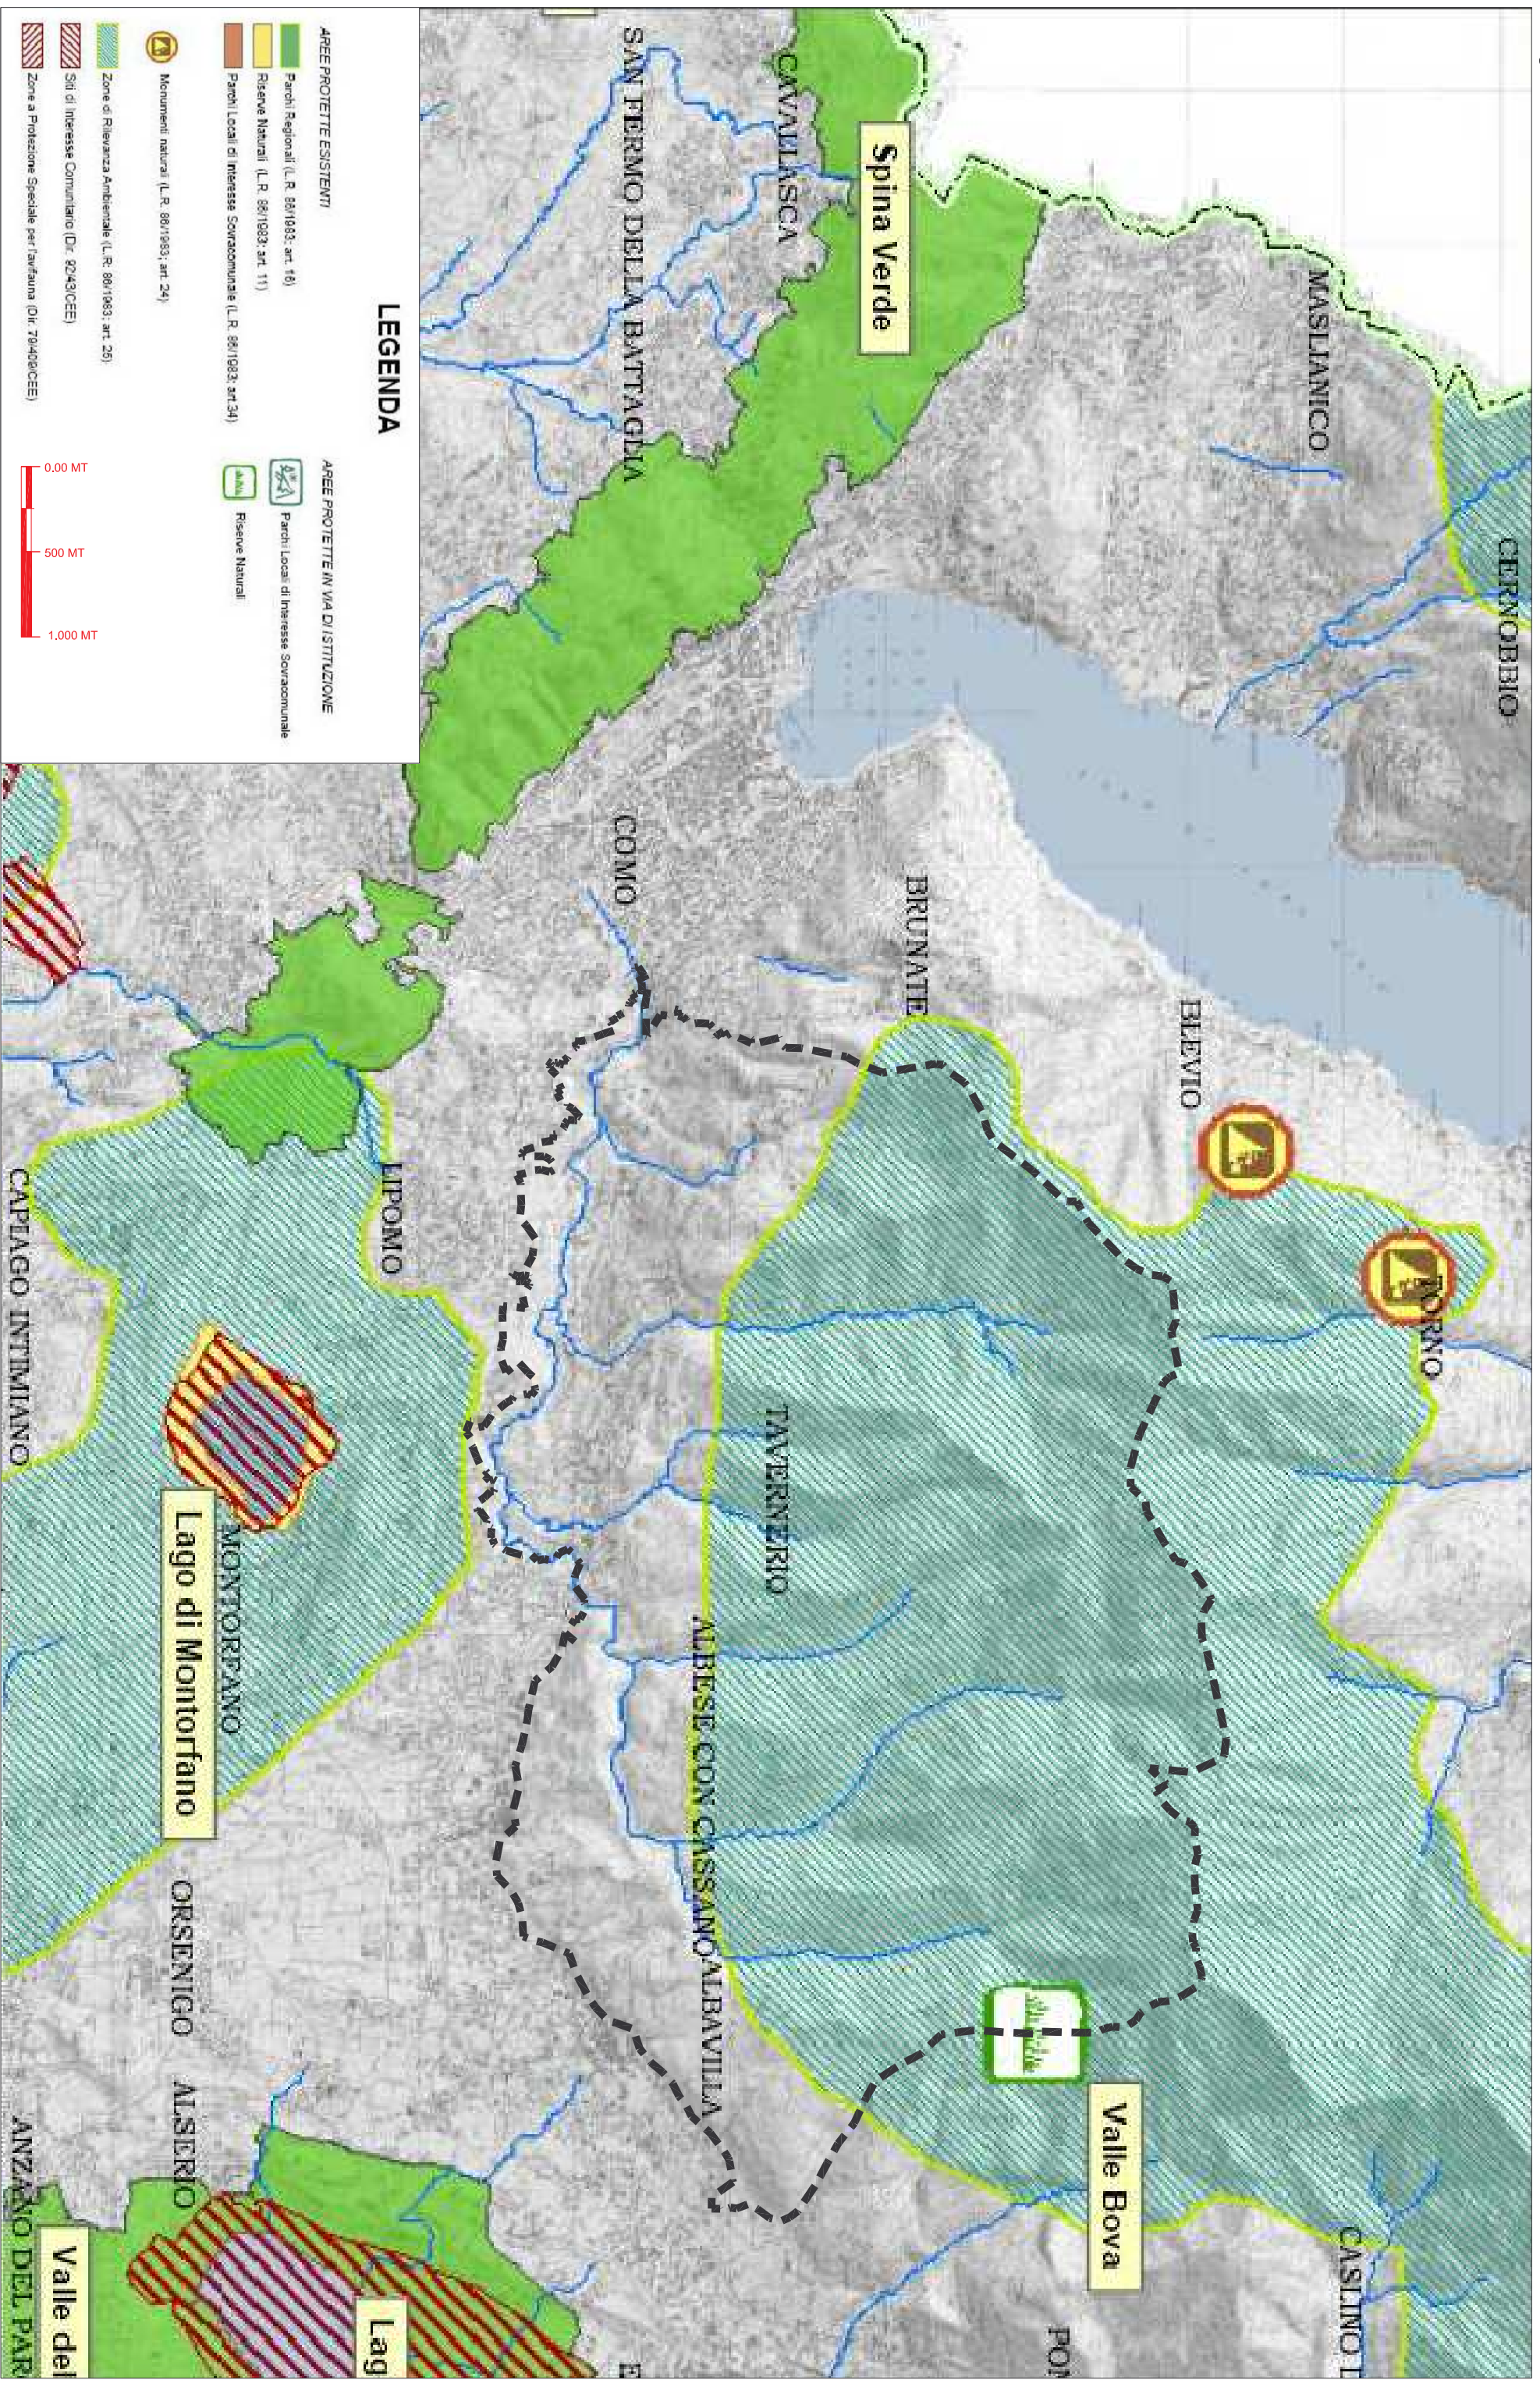 LEGENDA
AREE PROTETTE ESISTENTI
Parchi Regionali (L.R. 86/1983; art. 16)
Riserve Naturali (L.R. 86/1983; art. 11)
Parchi Locali di Interesse Sovracomunale (L.R. 86/1983; art.34)
Monumenti naturali (L.R. 86/1983; art. 24)
Zone di Rilevanza Ambientale (L.R. 86/1983; art. 25)
Siti di Interesse Comunitario (Dir. 92/43/CEE)
Zone a Protezione Speciale per l'avifauna (Dir. 79/409/CEE)
AREE PROTETTE IN VIA DI ISTITUZIONE
Parchi Locali di Interesse Sovracomunale
Riserve Naturali
0.00 MT
500 MT
1.000 MT
CERNOBBIO
MASLIANICO
Spina Verde
CAVALLASCA
SAN FERMO DELLA BATTAGLIA
COMO
BRUNATE
BLEVIO
TORNO
LIPOMO
CAPIAGO INTIMIANO
TAVERNERIO
MONTORFANO
Lago di Montorfano
ALBESE CON CASSANO
ALBAVILLA
ORSENIGO
ALSERIO
ANZANO DEL PAR
Valle Bova
CASLINO D
PON
E
Lag
Valle del